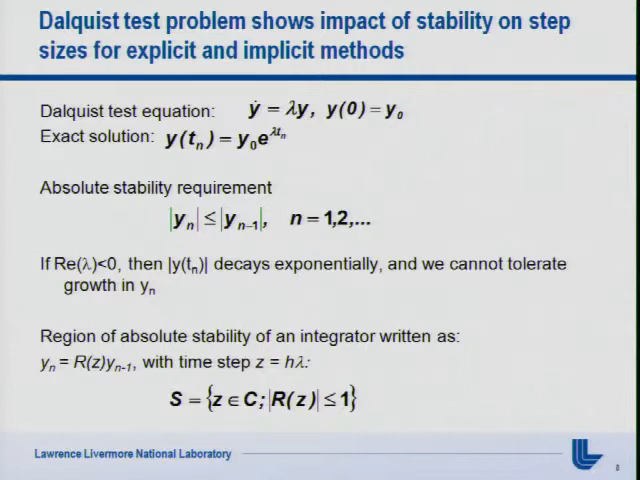 Dalquist test problem shows impact of stability on step
sizes for explicit and implicit methods
Dalquist test equation: ẏ = λy, y(0) = y₀
Exact solution: y(tₙ) = y₀e^{λtₙ}
Absolute stability requirement
|yₙ| ≤ |yₙ₋₁|, n = 1,2,...
If Re(λ)<0, then |y(tₙ)| decays exponentially, and we cannot tolerate
growth in yₙ
Region of absolute stability of an integrator written as:
yₙ = R(z)yₙ₋₁, with time step z = hλ:
S = {z ∈ C; |R(z)| ≤ 1}
Lawrence Livermore National Laboratory